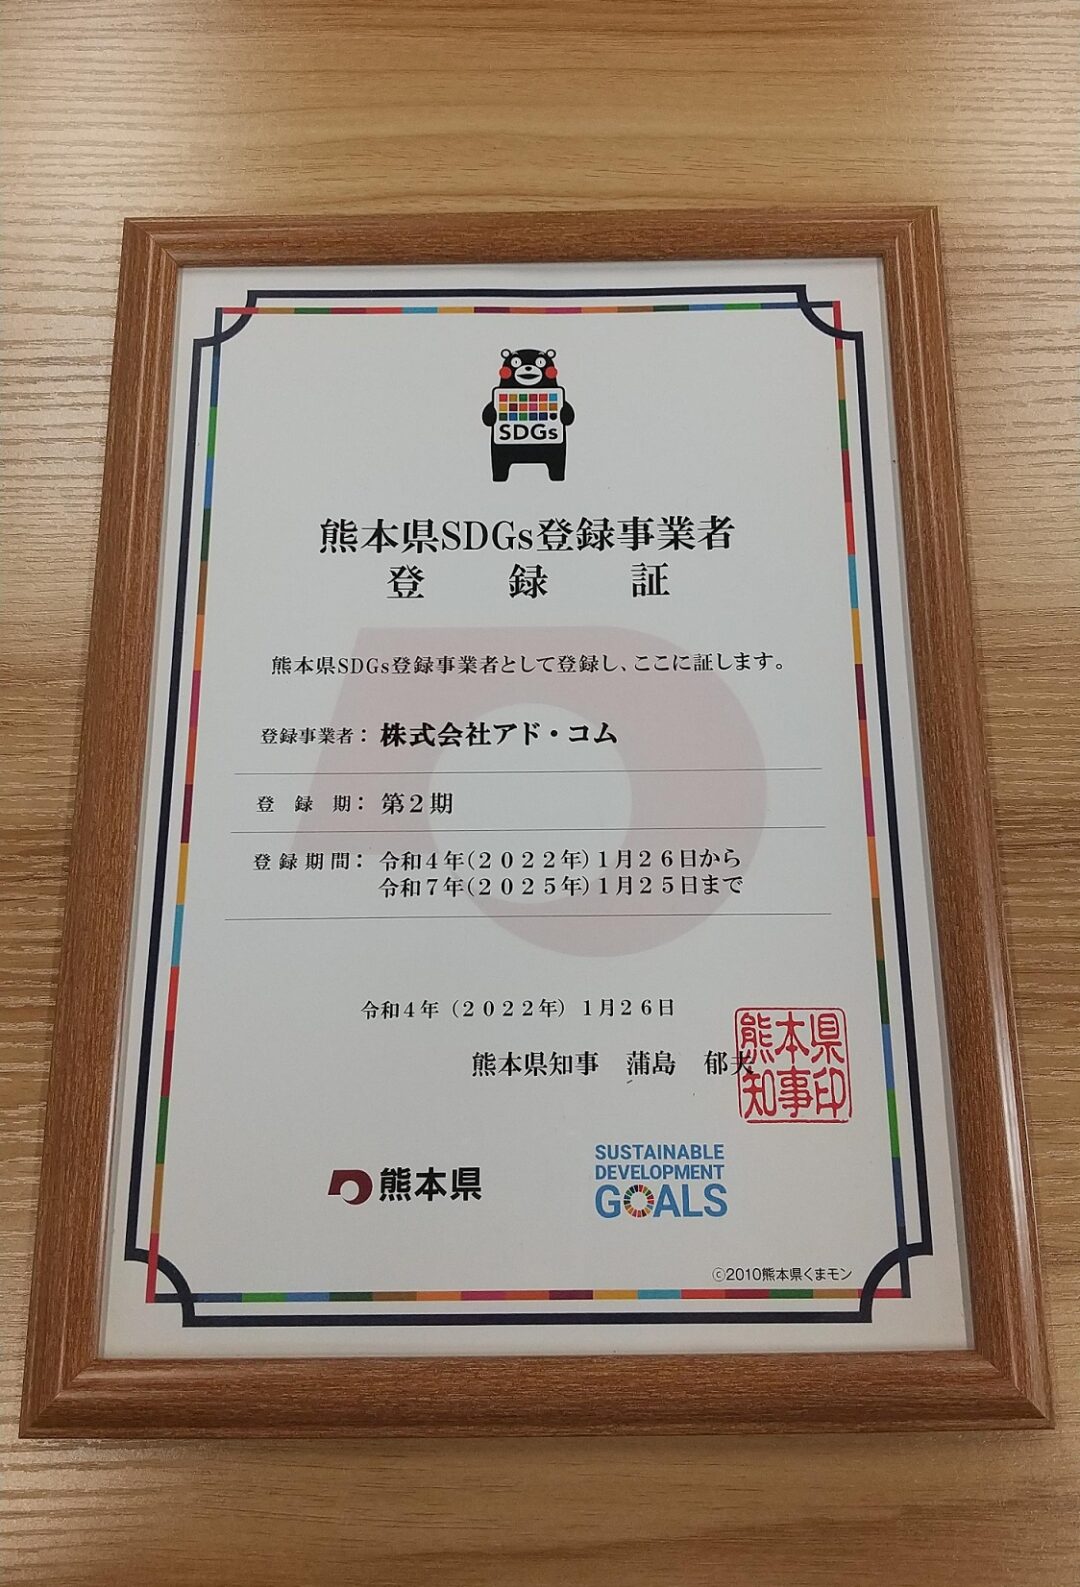 SDGs
熊本県SDGs登録事業者
登録証
熊本県SDGs登録事業者として登録し、ここに証します。
登録事業者：株式会社アド・コム
登録期：第２期
登録期間：令和４年(２０２２年)１月２６日から
令和７年(２０２５年)１月２５日まで
令和４年（２０２２年）１月２６日
熊本県知事　蒲島　郁夫
熊本県
知事印
熊本県
SUSTAINABLE
DEVELOPMENT
GOALS
©2010熊本県くまモン